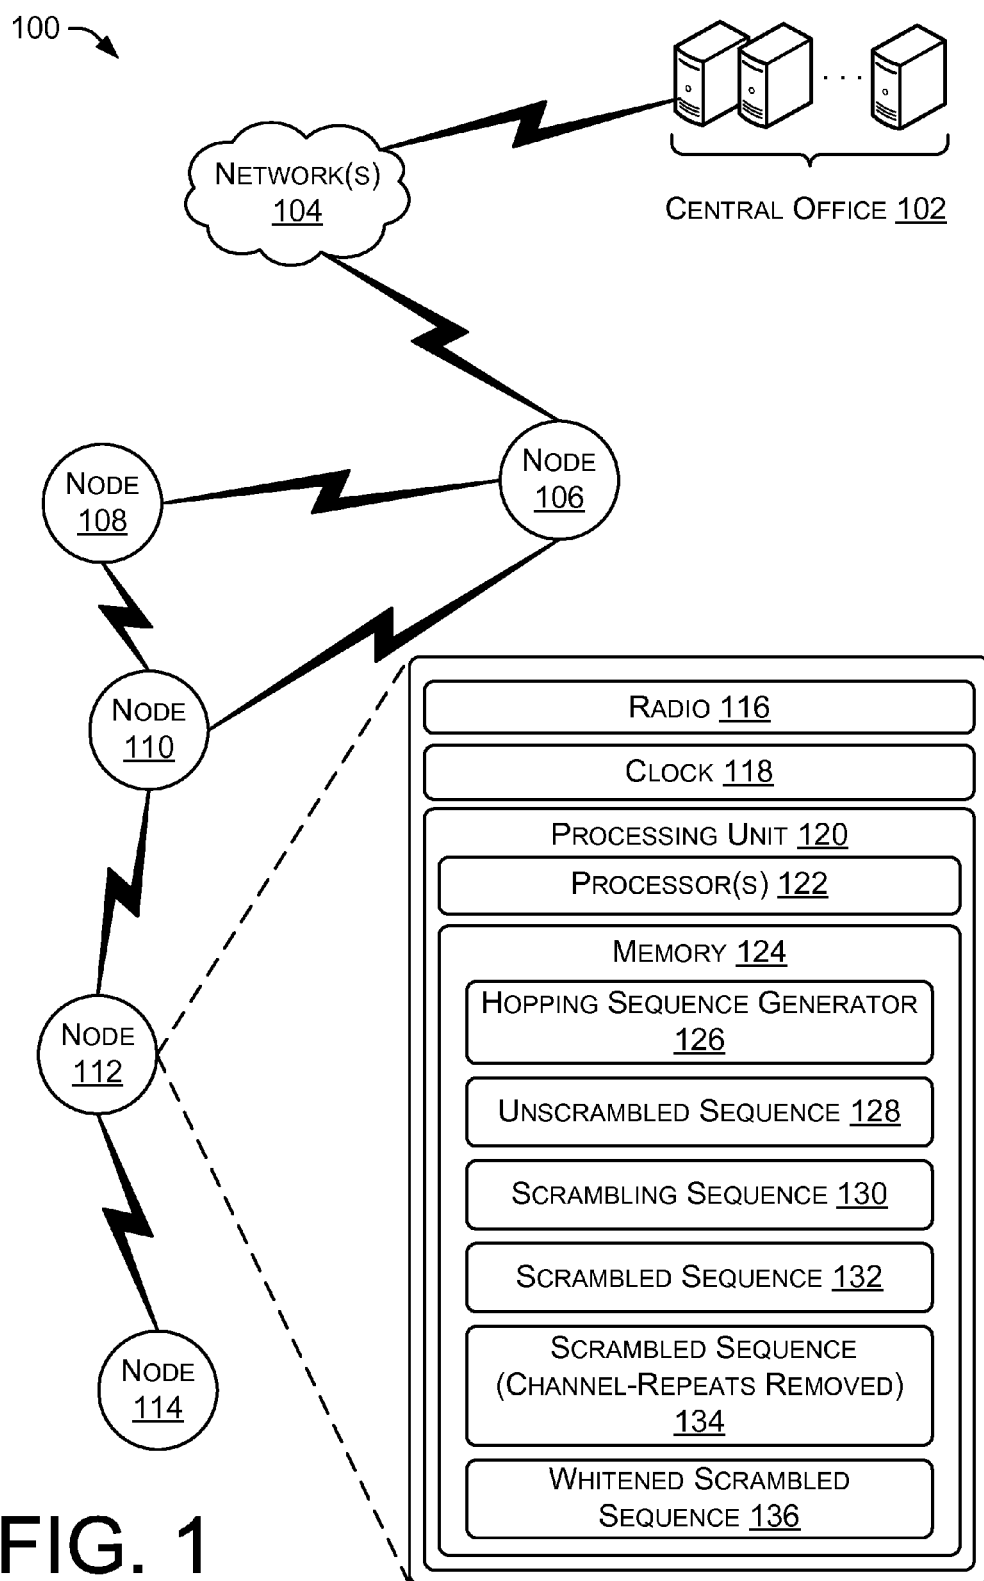 100
NETWORK(S)
104
CENTRAL OFFICE 102
NODE
106
NODE
108
NODE
110
NODE
112
NODE
114
RADIO 116
CLOCK 118
PROCESSING UNIT 120
PROCESSOR(S) 122
MEMORY 124
HOPPING SEQUENCE GENERATOR
126
UNSCRAMBLED SEQUENCE 128
SCRAMBLING SEQUENCE 130
SCRAMBLED SEQUENCE 132
SCRAMBLED SEQUENCE
(CHANNEL-REPEATS REMOVED)
134
WHITENED SCRAMBLED
SEQUENCE 136
FIG. 1